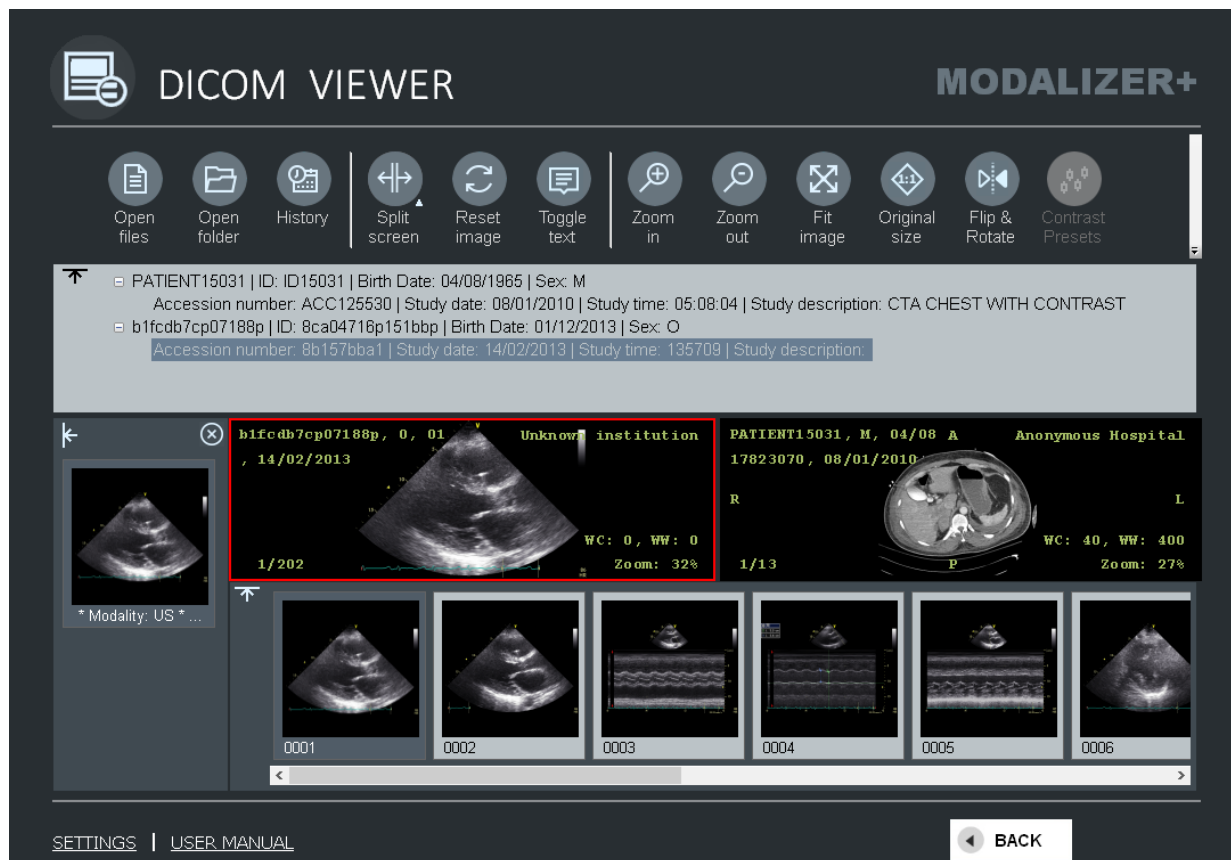 DICOM VIEWER
MODALIZER+
Open files
Open folder
History
Split screen
Reset image
Toggle text
Zoom in
Zoom out
Fit image
1:1
Original size
Flip & Rotate
Contrast Presets
PATIENT15031 | ID: ID15031 | Birth Date: 04/08/1965 | Sex: M
Accession number: ACC125530 | Study date: 08/01/2010 | Study time: 05:08:04 | Study description: CTA CHEST WITH CONTRAST
b1fcdb7cp07188p | ID: 8ca04716p151bbp | Birth Date: 01/12/2013 | Sex: O
Accession number: 8b157bba1 | Study date: 14/02/2013 | Study time: 135709 | Study description:
* Modality: US * ...
b1fcdb7cp07188p, 0, 01
Unknown institution
, 14/02/2013
WC: 0, WW: 0
1/202
Zoom: 32%
PATIENT15031, M, 04/08
A
Anonymous Hospital
17823070, 08/01/2010
R
L
WC: 40, WW: 400
1/13
P
Zoom: 27%
0001
0002
0003
0004
0005
0006
SETTINGS | USER MANUAL
BACK